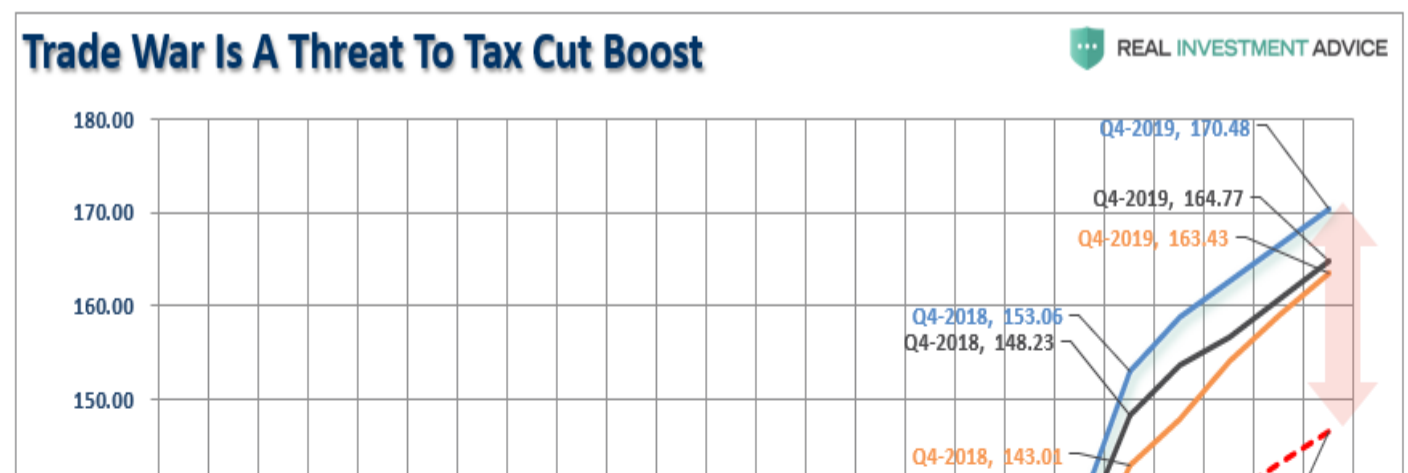 Trade War Is A Threat To Tax Cut Boost
REAL INVESTMENT ADVICE
180.00
Q4-2019, 170.48
Q4-2019, 164.77
170.00
Q4-2019, 163.43
160.00
Q4-2018, 153.06
Q4-2018, 148.23
150.00
Q4-2018, 143.01